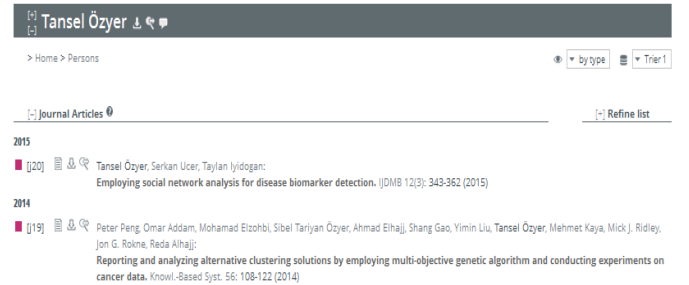 [+]
[-] Tansel Özyer
> Home > Persons
by type
Trier 1
[-] Journal Articles ?
[+] Refine list
2015
[j20] Tansel Özyer, Serkan Ucer, Taylan Iyidogan:
Employing social network analysis for disease biomarker detection. IJDMB 12(3): 343-362 (2015)
2014
[j19] Peter Peng, Omar Addam, Mohamad Elzohbi, Sibel Tariyan Özyer, Ahmad Elhajj, Shang Gao, Yimin Liu, Tansel Özyer, Mehmet Kaya, Mick J. Ridley,
Jon G. Rokne, Reda Alhajj:
Reporting and analyzing alternative clustering solutions by employing multi-objective genetic algorithm and conducting experiments on
cancer data. Knowl.-Based Syst. 56: 108-122 (2014)